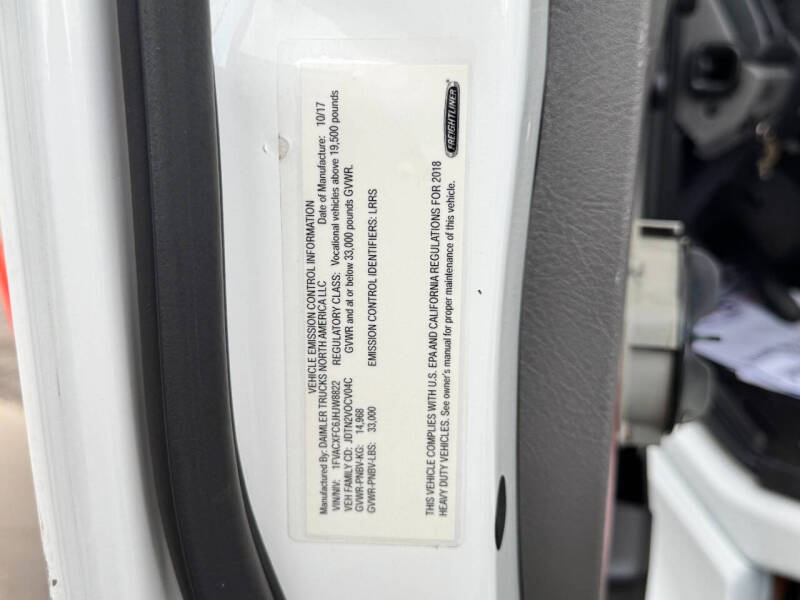 VEHICLE EMISSION CONTROL INFORMATION
Manufactured By: DAIMLER TRUCKS NORTH AMERICA LLC Date of Manufacture: 10/17
VIN/NIV: 1FVACXFC6JHJW8822 REGULATORY CLASS: Vocational vehicles above 19,500 pounds
VEH FAMILY CD: JDTN2VOCV04C GVWR and at or below 33,000 pounds GVWR.
GVWR-PNBV-KG: 14,968
GVWR-PNBV-LBS: 33,000 EMISSION CONTROL IDENTIFIERS: LRRS
THIS VEHICLE COMPLIES WITH U.S. EPA AND CALIFORNIA REGULATIONS FOR 2018
HEAVY DUTY VEHICLES. See owner's manual for proper maintenance of this vehicle.
FREIGHTLINER